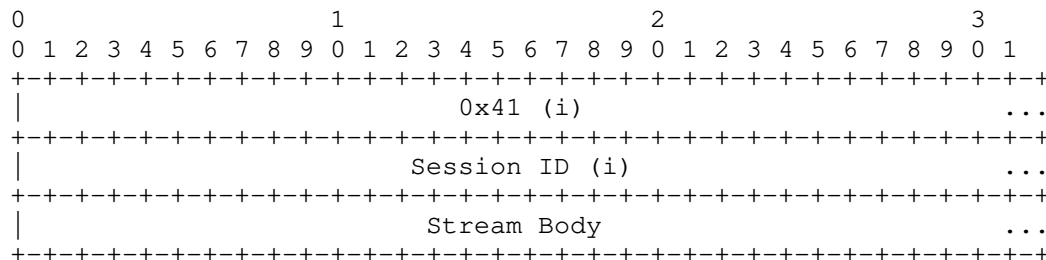 0                   1                   2                   3
0 1 2 3 4 5 6 7 8 9 0 1 2 3 4 5 6 7 8 9 0 1 2 3 4 5 6 7 8 9 0 1
+-+-+-+-+-+-+-+-+-+-+-+-+-+-+-+-+-+-+-+-+-+-+-+-+-+-+-+-+-+-+-+-+
|                           0x41 (i)                          ...
+-+-+-+-+-+-+-+-+-+-+-+-+-+-+-+-+-+-+-+-+-+-+-+-+-+-+-+-+-+-+-+-+
|                        Session ID (i)                       ...
+-+-+-+-+-+-+-+-+-+-+-+-+-+-+-+-+-+-+-+-+-+-+-+-+-+-+-+-+-+-+-+-+
|                         Stream Body                         ...
+-+-+-+-+-+-+-+-+-+-+-+-+-+-+-+-+-+-+-+-+-+-+-+-+-+-+-+-+-+-+-+-+